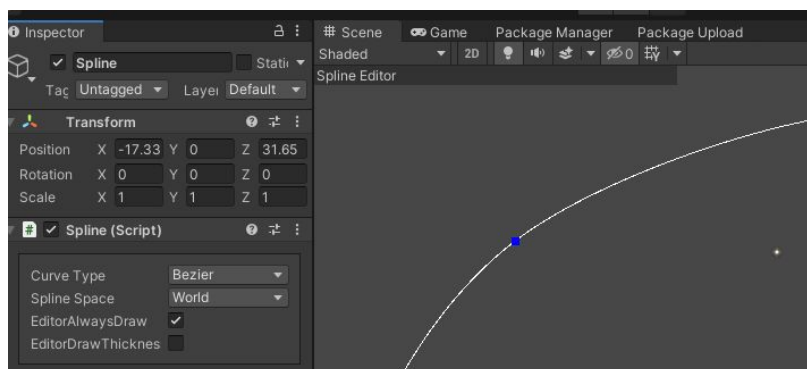 Inspector
Spline Static
Tag Untagged Layer Default
Transform
Position X -17.33 Y 0 Z 31.65
Rotation X 0 Y 0 Z 0
Scale X 1 Y 1 Z 1
# Spline (Script)
Curve Type Bezier
Spline Space World
EditorAlwaysDraw
EditorDrawThicknes
# Scene Game Package Manager Package Upload
Shaded 2D 0
Spline Editor